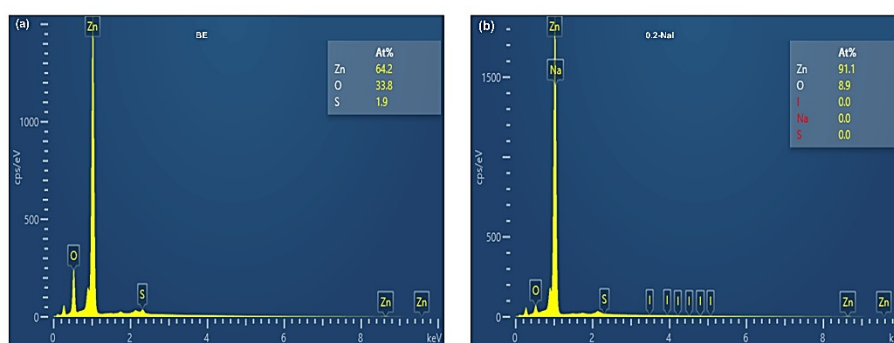 (a)
BE
Zn
At%
Zn 64.2
O 33.8
S 1.9
cps/eV
1000
500
0
O
S
Zn
Zn
0
2
4
6
8
keV
(b)
0.2-NaI
Zn
Na
At%
Zn 91.1
O 8.9
I 0.0
Na 0.0
S 0.0
cps/eV
1500
500
0
O
S
I
I
I
I
I
I
Zn
Zn
0
2
4
6
8
keV